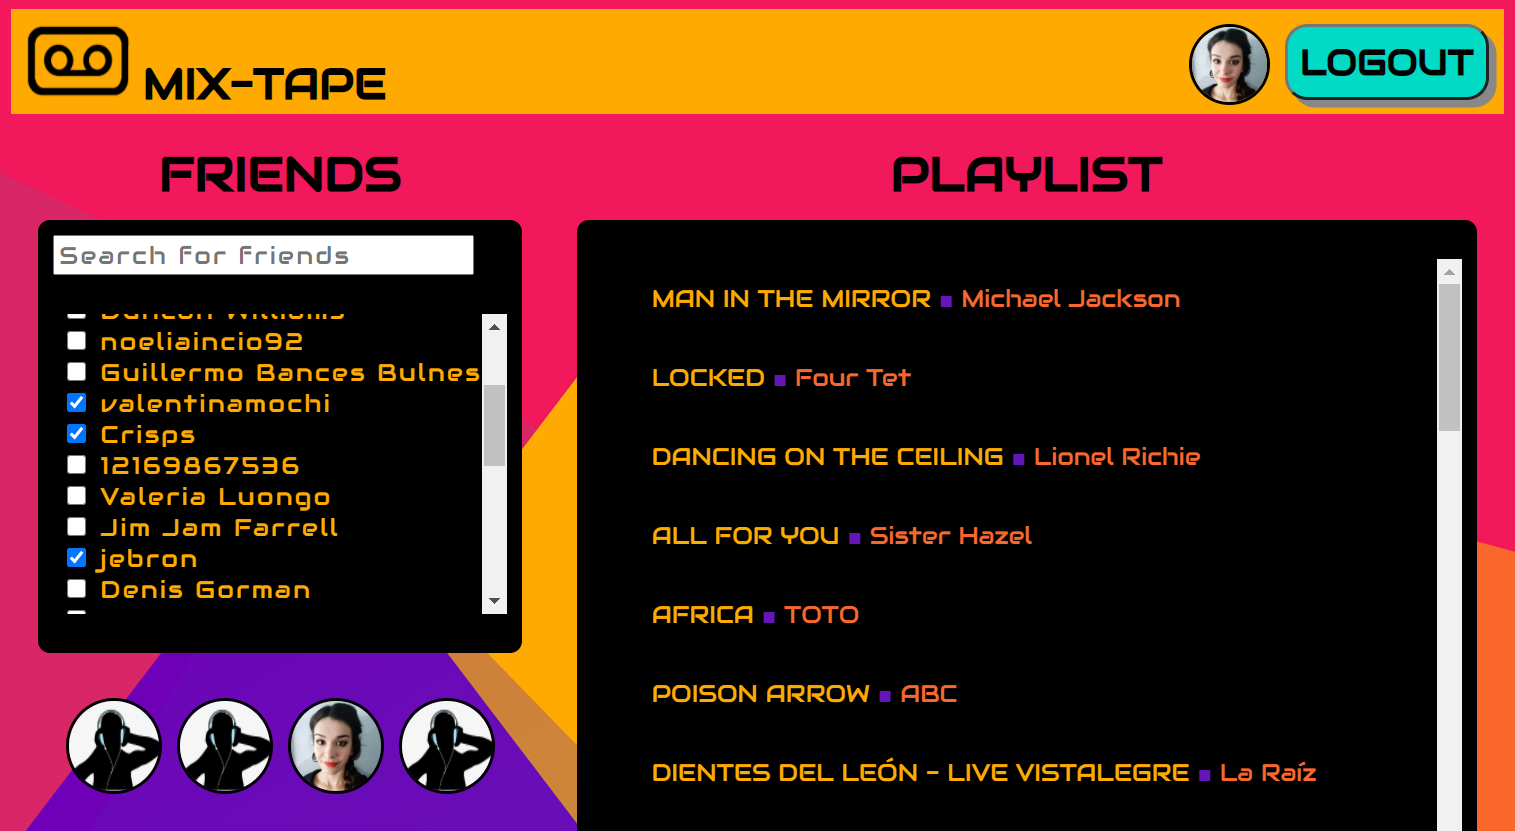 MIX-TAPE
LOGOUT
FRIENDS
Search for friends
Duncan Williams
noeliaincio92
Guillermo Bances Bulnes
valentinamochi
Crisps
12169867536
Valeria Luongo
Jim Jam Farrell
jebron
Denis Gorman
PLAYLIST
MAN IN THE MIRROR ■ Michael Jackson
LOCKED ■ Four Tet
DANCING ON THE CEILING ■ Lionel Richie
ALL FOR YOU ■ Sister Hazel
AFRICA ■ TOTO
POISON ARROW ■ ABC
DIENTES DEL LEÓN - LIVE VISTALEGRE ■ La Raíz